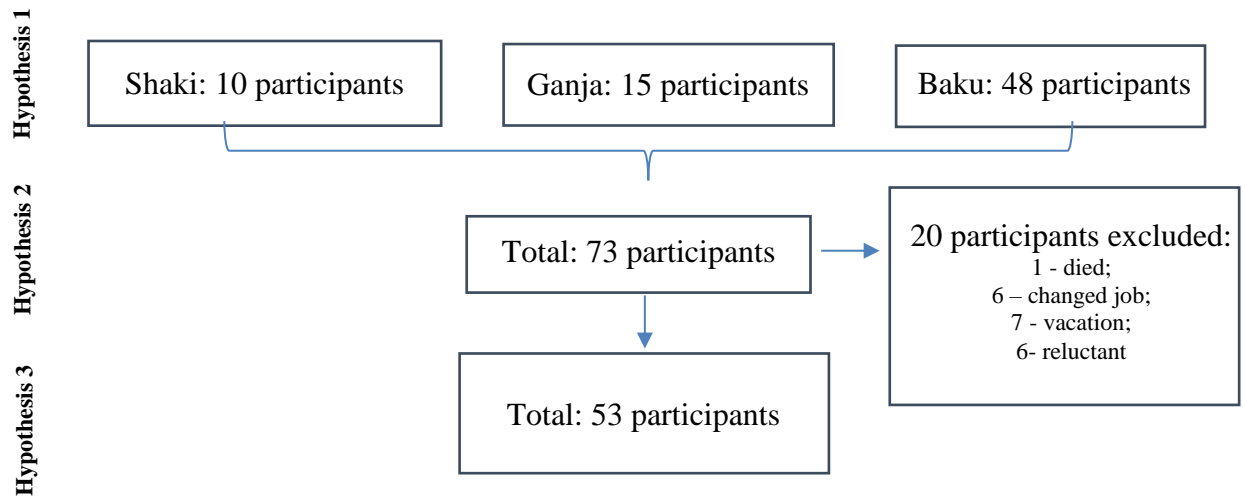 Hypothesis 1
Shaki: 10 participants
Ganja: 15 participants
Baku: 48 participants
Hypothesis 2
Total: 73 participants
20 participants excluded:
1 - died;
6 – changed job;
7 - vacation;
6- reluctant
Hypothesis 3
Total: 53 participants